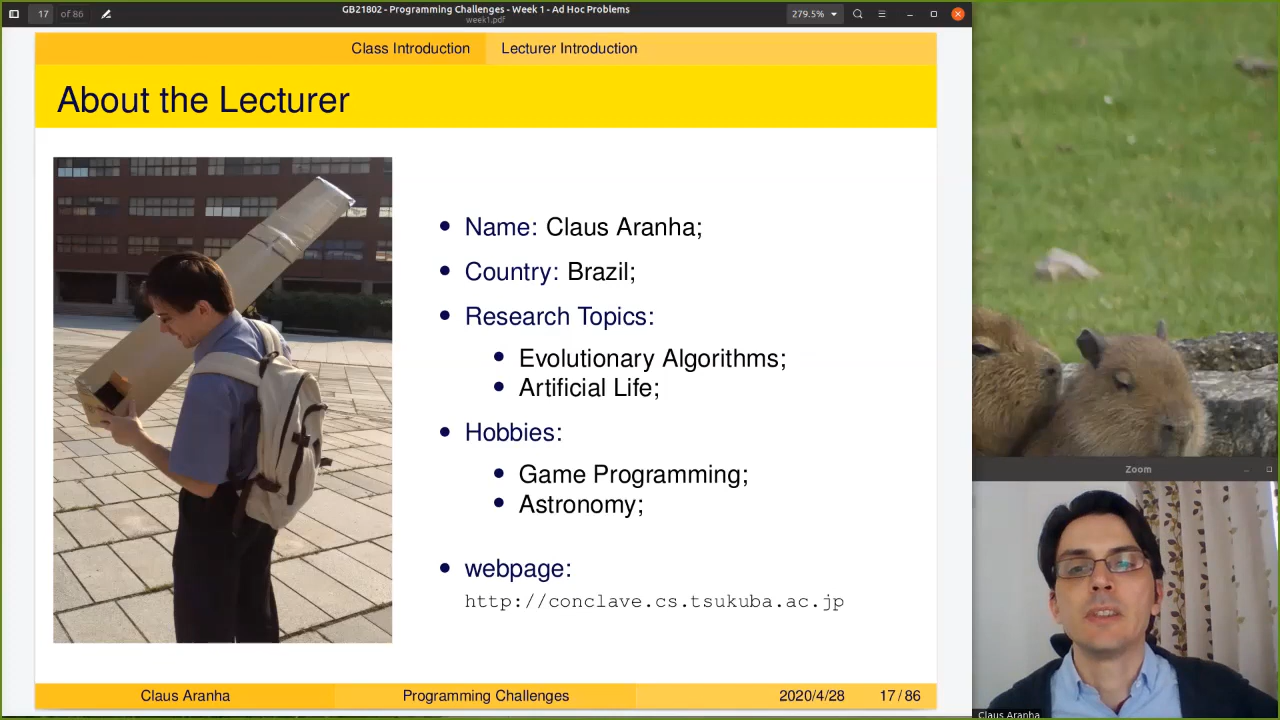 17 of 86
GB21802 - Programming Challenges - Week 1 - Ad Hoc Problems
week1.pdf
279.5%
Class Introduction Lecturer Introduction
About the Lecturer
• Name: Claus Aranha;
• Country: Brazil;
• Research Topics:
• Evolutionary Algorithms;
• Artificial Life;
• Hobbies:
• Game Programming;
• Astronomy;
• webpage:
http://conclave.cs.tsukuba.ac.jp
Claus Aranha Programming Challenges 2020/4/28 17 / 86
Zoom
Claus Aranha